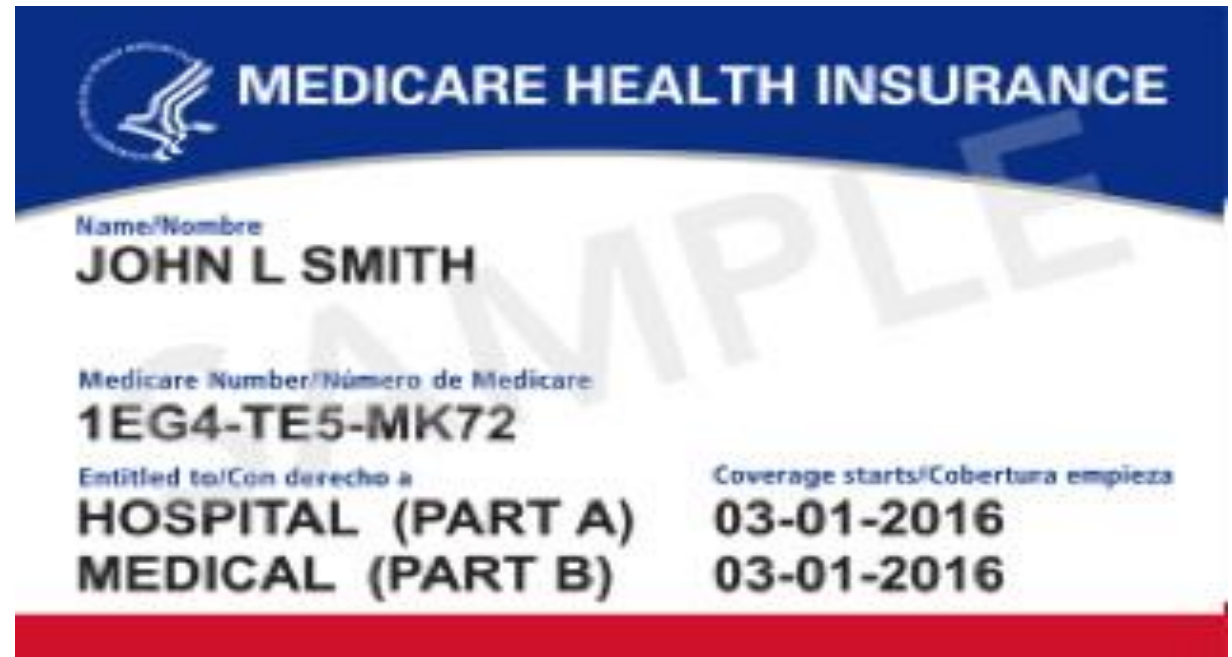 MEDICARE HEALTH INSURANCE
Name/Nombre
JOHN L SMITH
Medicare Number/Número de Medicare
1EG4-TE5-MK72
Entitled to/Con derecho a Coverage starts/Cobertura empieza
HOSPITAL (PART A) 03-01-2016
MEDICAL (PART B) 03-01-2016
SAMPLE